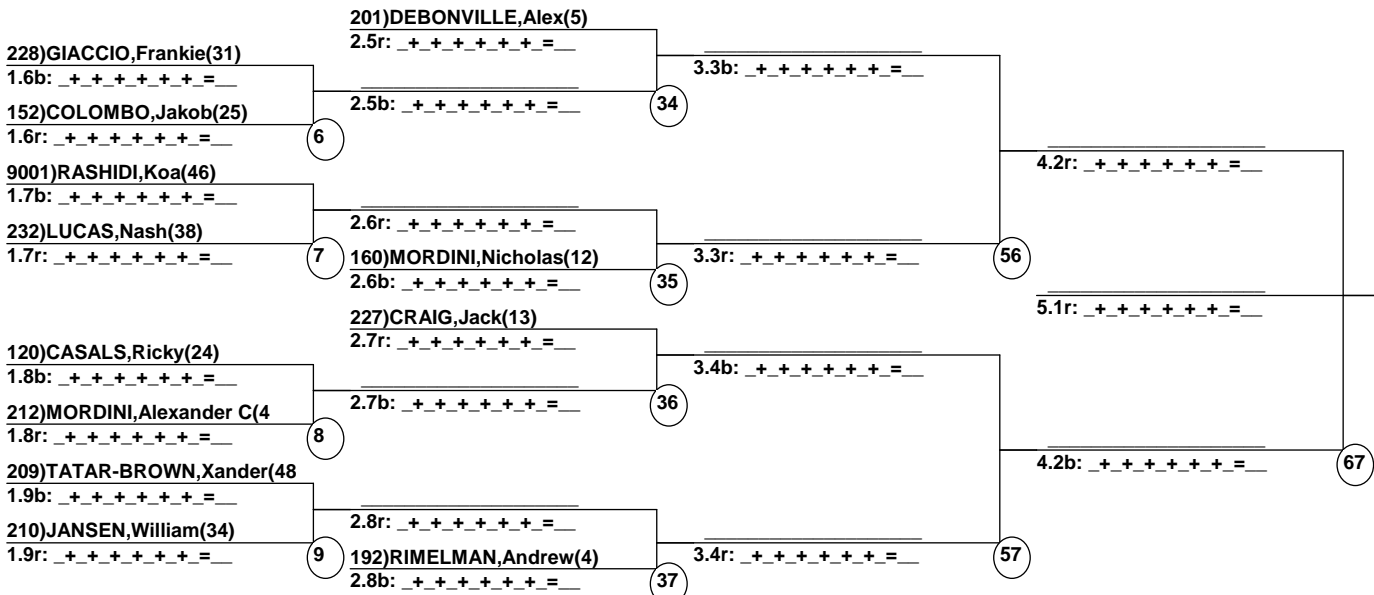 201)DEBONVILLE,Alex(5)
2.5r: _+_+_+_+_+_=__
228)GIACCIO,Frankie(31)
3.3b: _+_+_+_+_+_=__
1.6b: _+_+_+_+_+_=__
2.5b: _+_+_+_+_+_=__
34
152)COLOMBO,Jakob(25)
1.6r: _+_+_+_+_+_=__
6
4.2r: _+_+_+_+_+_=__
9001)RASHIDI,Koa(46)
1.7b: _+_+_+_+_+_=__
2.6r: _+_+_+_+_+_=__
232)LUCAS,Nash(38)
1.7r: _+_+_+_+_+_=__
7
160)MORDINI,Nicholas(12)
3.3r: _+_+_+_+_+_=__
56
2.6b: _+_+_+_+_+_=__
35
5.1r: _+_+_+_+_+_=__
227)CRAIG,Jack(13)
2.7r: _+_+_+_+_+_=__
120)CASALS,Ricky(24)
3.4b: _+_+_+_+_+_=__
1.8b: _+_+_+_+_+_=__
2.7b: _+_+_+_+_+_=__
36
212)MORDINI,Alexander C(4
1.8r: _+_+_+_+_+_=__
8
4.2b: _+_+_+_+_+_=__
67
209)TATAR-BROWN,Xander(48
1.9b: _+_+_+_+_+_=__
2.8r: _+_+_+_+_+_=__
210)JANSEN,William(34)
1.9r: _+_+_+_+_+_=__
9
192)RIMELMAN,Andrew(4)
3.4r: _+_+_+_+_+_=__
57
2.8b: _+_+_+_+_+_=__
37